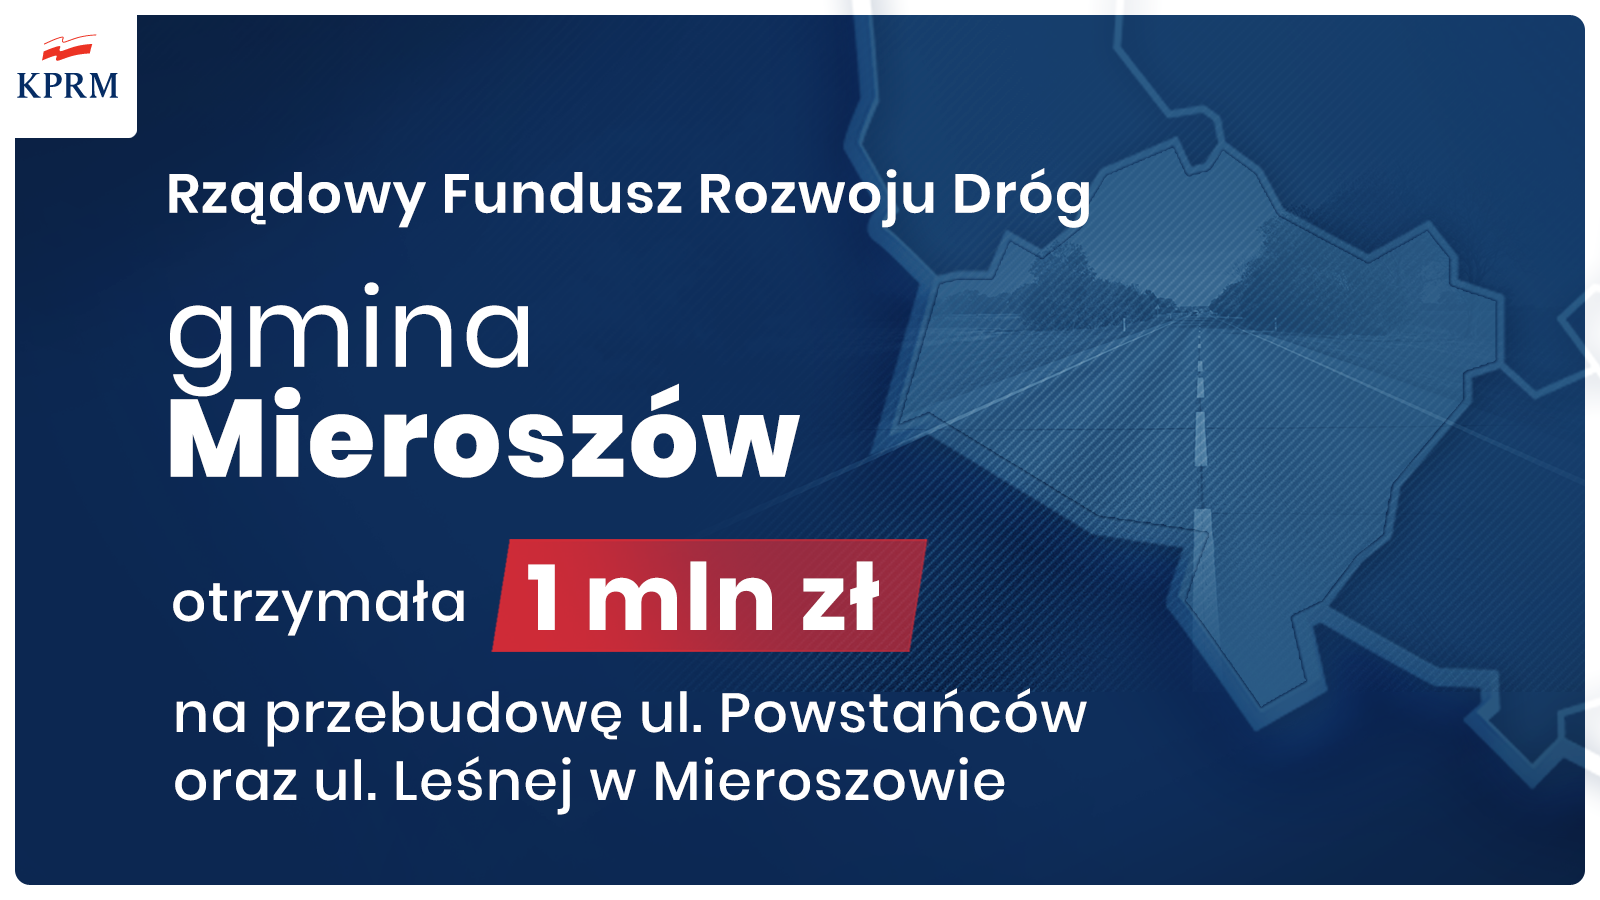 KPRM
Rządowy Fundusz Rozwoju Dróg
gmina
Mieroszów
otrzymała 1 mln zł
na przebudowę ul. Powstańców
oraz ul. Leśnej w Mieroszowie